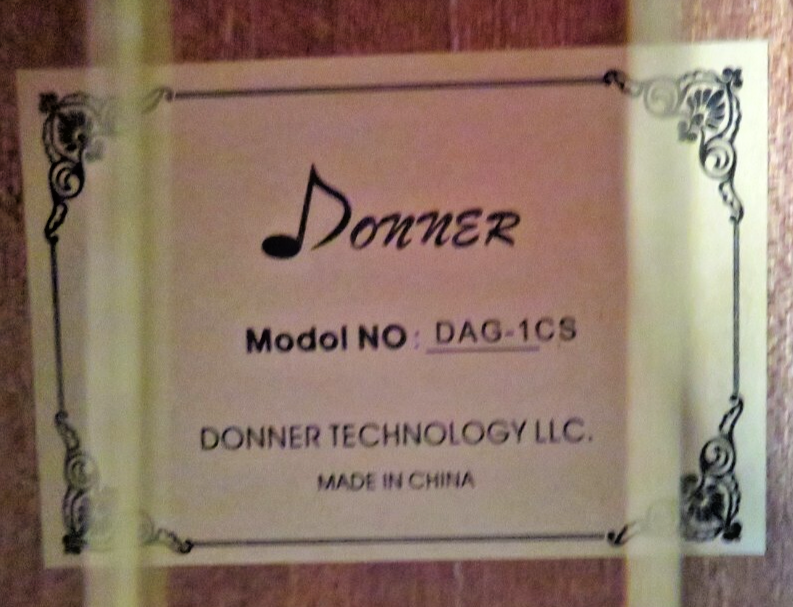 DONNER
Modol NO: DAG-1CS
DONNER TECHNOLOGY LLC.
MADE IN CHINA